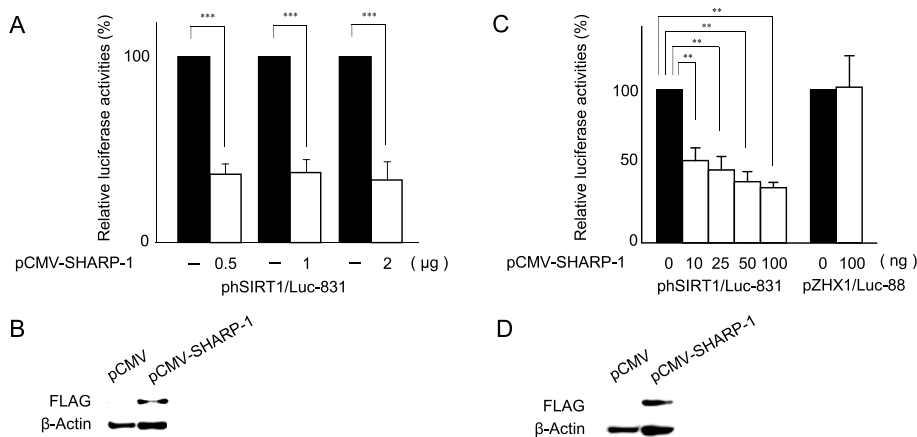 A
Relative luciferase activities (%)
100
0
***
***
***
pCMV-SHARP-1
– 0.5 – 1 – 2 ( μg )
phSIRT1/Luc-831
B
pCMV
pCMV-SHARP-1
FLAG
β-Actin
C
Relative luciferase activities (%)
100
50
0
**
**
**
**
pCMV-SHARP-1
0 10 25 50 100 0 100 ( ng )
phSIRT1/Luc-831 pZHX1/Luc-88
D
pCMV
pCMV-SHARP-1
FLAG
β-Actin